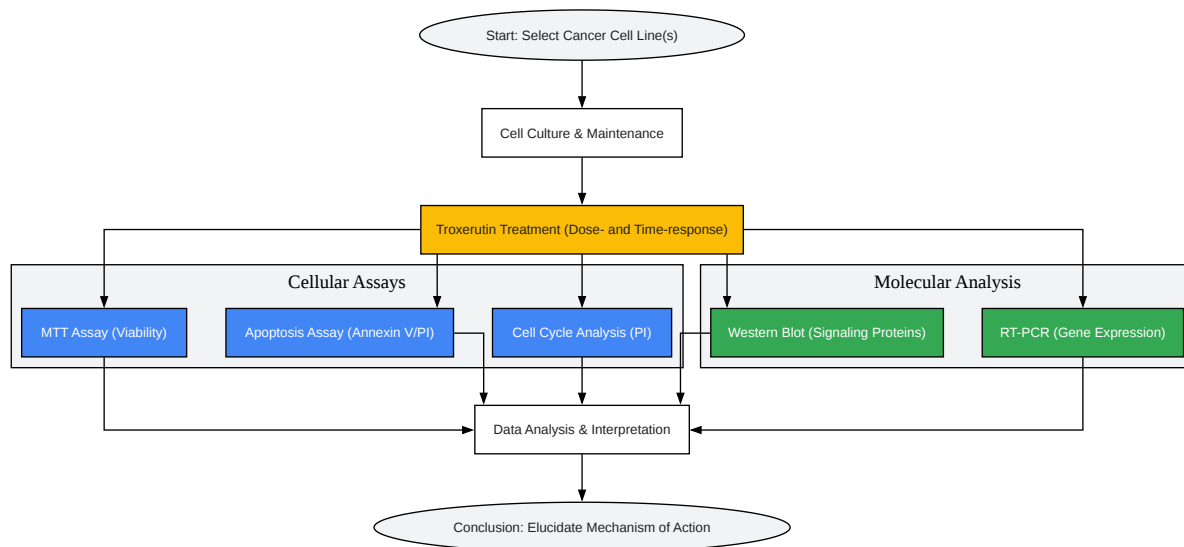 Start: Select Cancer Cell Line(s)
Cell Culture & Maintenance
Troxerutin Treatment (Dose- and Time-response)
Cellular Assays
Molecular Analysis
MTT Assay (Viability)
Apoptosis Assay (Annexin V/PI)
Cell Cycle Analysis (PI)
Western Blot (Signaling Proteins)
RT-PCR (Gene Expression)
Data Analysis & Interpretation
Conclusion: Elucidate Mechanism of Action